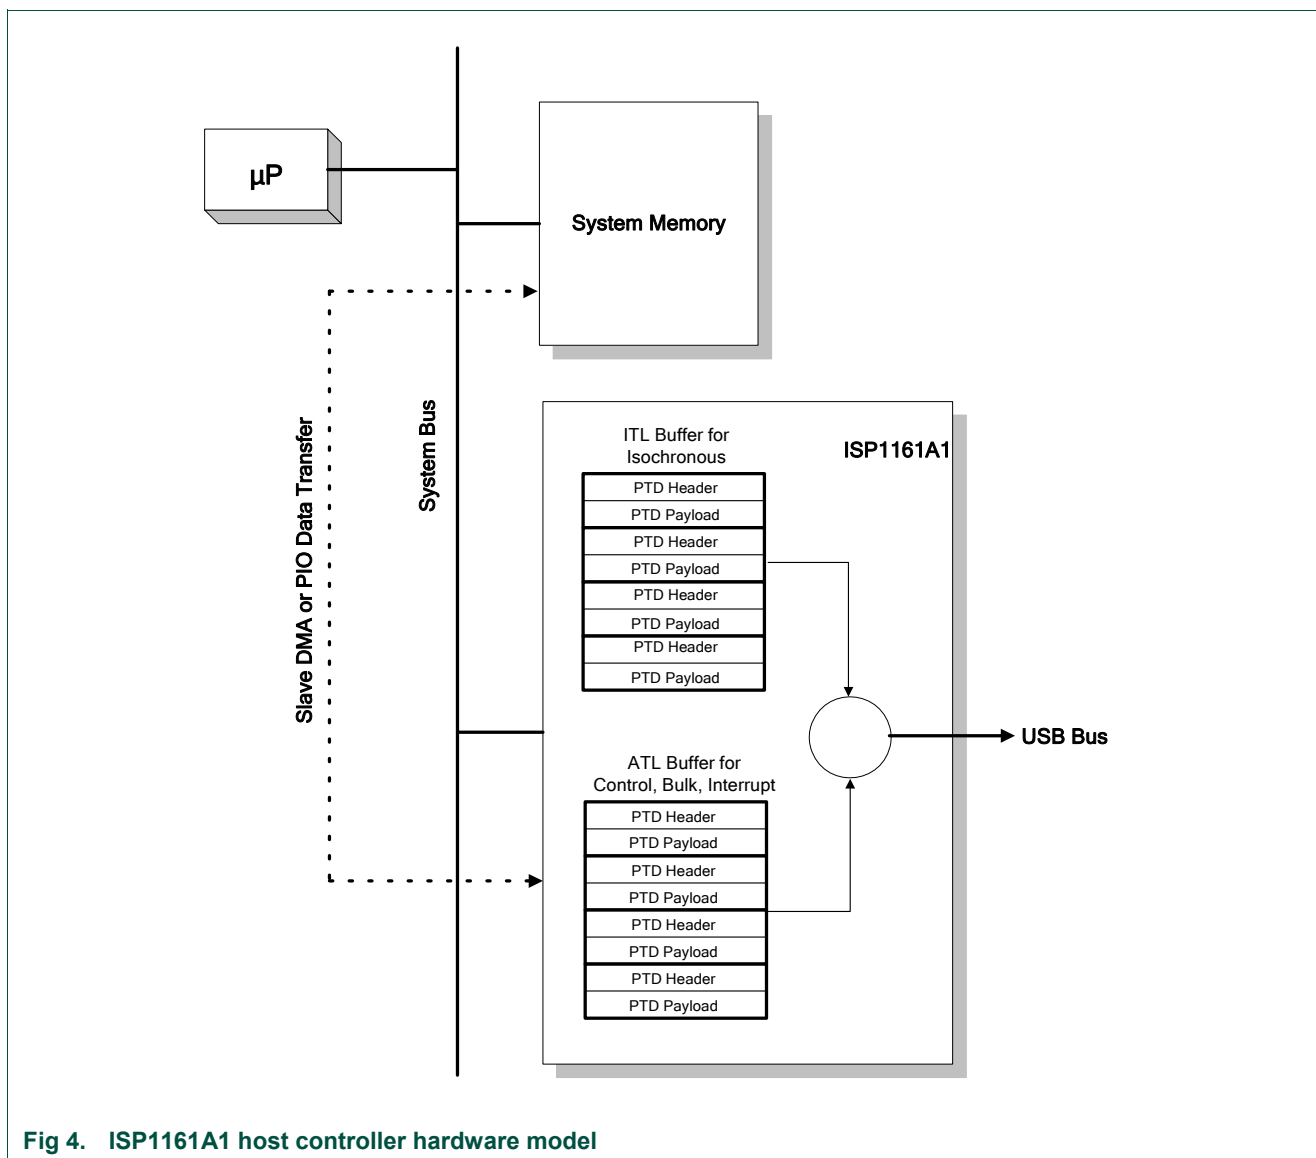 µP
System Memory
Slave DMA or PIO Data Transfer
System Bus
ISP1161A1
ITL Buffer for
Isochronous
PTD Header
PTD Payload
PTD Header
PTD Payload
PTD Header
PTD Payload
PTD Header
PTD Payload
USB Bus
ATL Buffer for
Control, Bulk, Interrupt
PTD Header
PTD Payload
PTD Header
PTD Payload
PTD Header
PTD Payload
PTD Header
PTD Payload
Fig 4. ISP1161A1 host controller hardware model